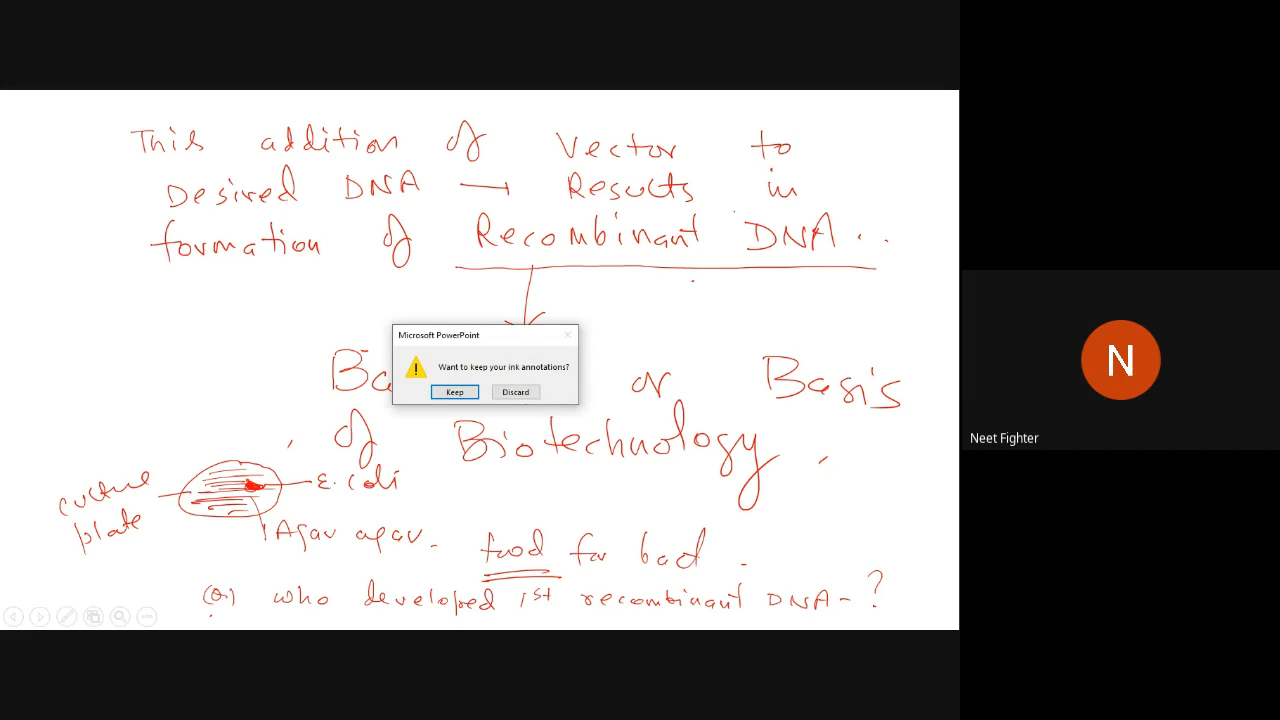 This addition of Vector to
Desired DNA → Results in
formation of Recombinant DNA ..
Microsoft PowerPoint
Want to keep your ink annotations?
Keep Discard
or Basis
of Biotechnology
culture plate
E. coli
Agar agar.
food for bact.
(Q1) who developed 1st recombinant DNA - ?
N
Neet Fighter